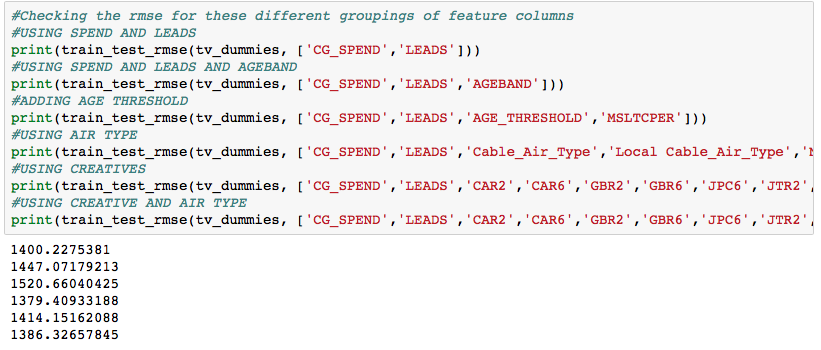 #Checking the rmse for these different groupings of feature columns
#USING SPEND AND LEADS
print(train_test_rmse(tv_dummies, ['CG_SPEND','LEADS']))
#USING SPEND AND LEADS AND AGEBAND
print(train_test_rmse(tv_dummies, ['CG_SPEND','LEADS','AGEBAND']))
#ADDING AGE THRESHOLD
print(train_test_rmse(tv_dummies, ['CG_SPEND','LEADS','AGE_THRESHOLD','MSLTCPER']))
#USING AIR TYPE
print(train_test_rmse(tv_dummies, ['CG_SPEND','LEADS','Cable_Air_Type','Local Cable_Air_Type','
#USING CREATIVES
print(train_test_rmse(tv_dummies, ['CG_SPEND','LEADS','CAR2','CAR6','GBR2','GBR6','JPC6','JTR2',
#USING CREATIVE AND AIR TYPE
print(train_test_rmse(tv_dummies, ['CG_SPEND','LEADS','CAR2','CAR6','GBR2','GBR6','JPC6','JTR2',
1400.2275381
1447.07179213
1520.66040425
1379.40933188
1414.15162088
1386.32657845